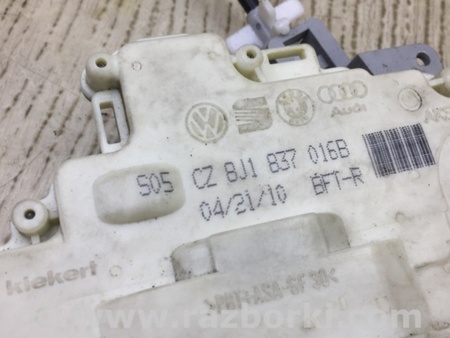 Audi
505 CZ 8J1 837 016B
04/21/10 BFT-R
kiekert
www.razborki.com